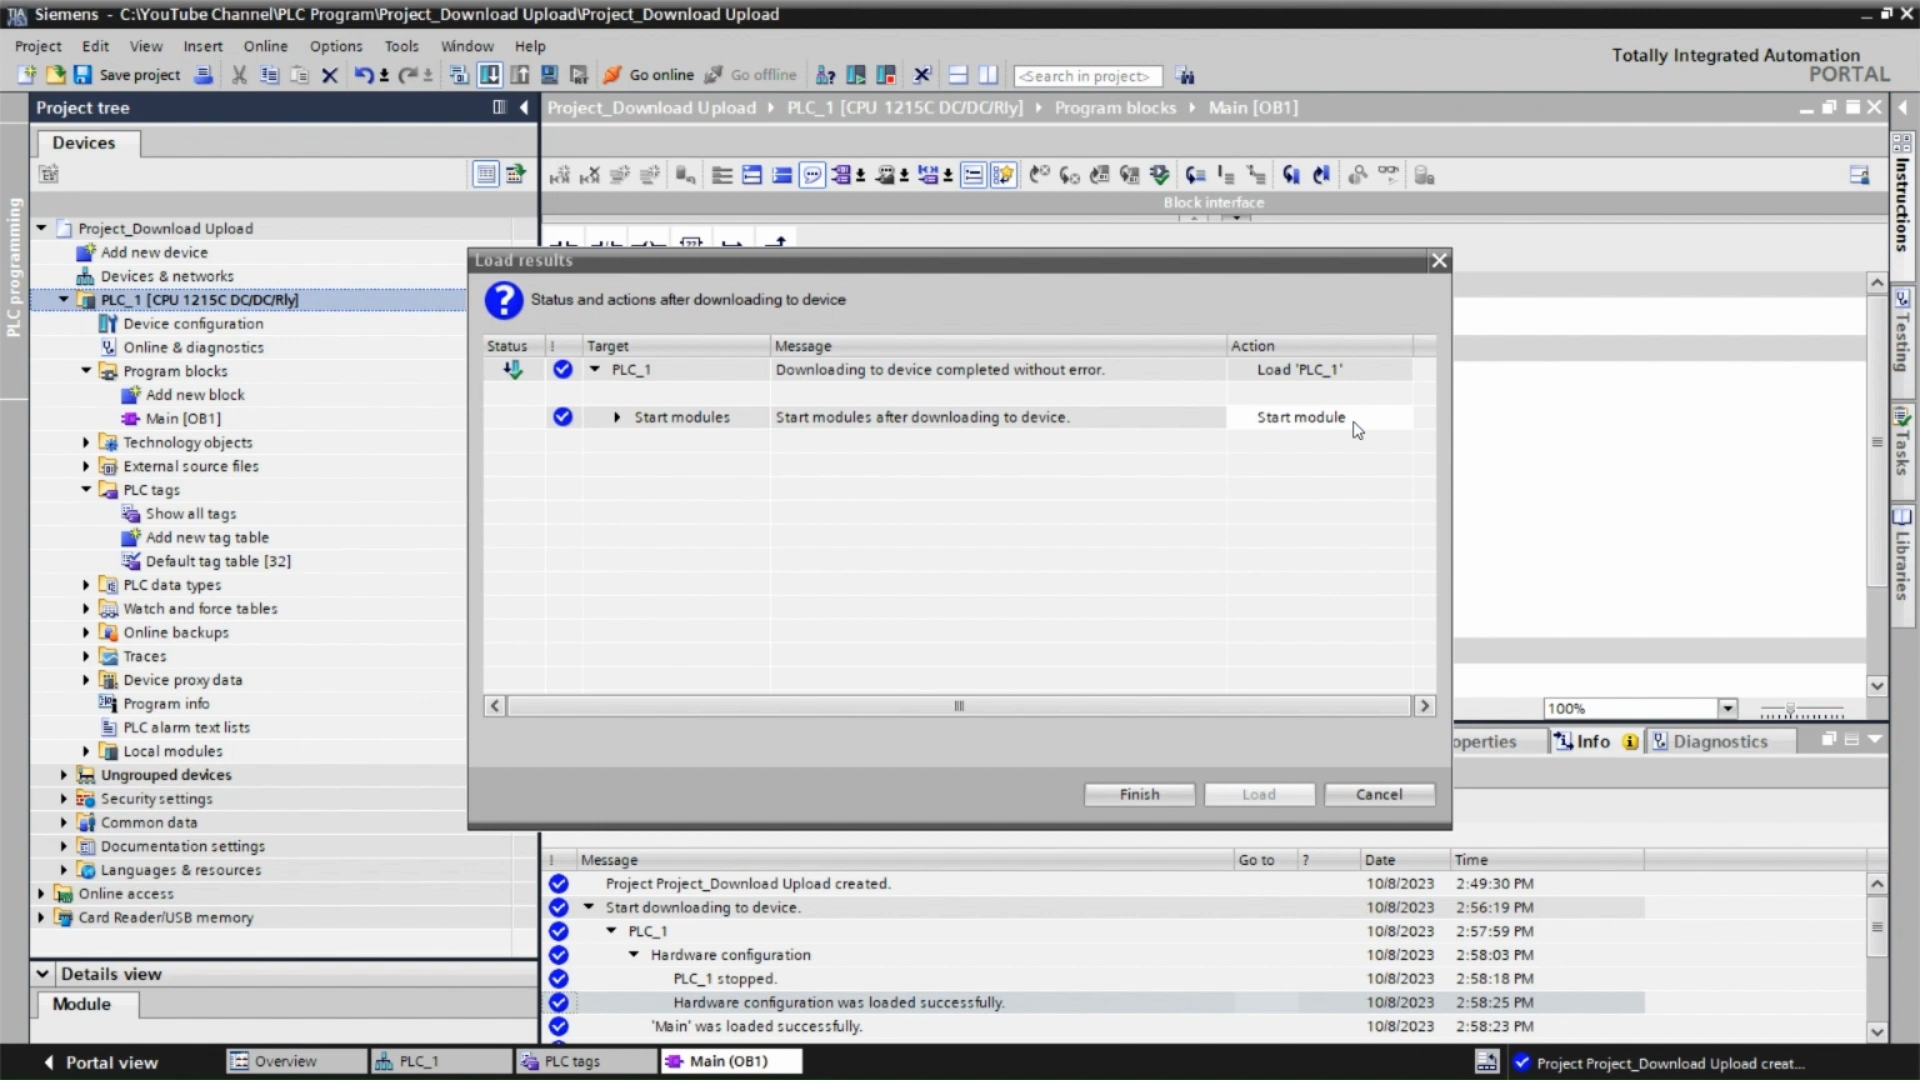 Siemens - C:\YouTube Channel\PLC Program\Project_Download Upload\Project_Download Upload
Project Edit View Insert Online Options Tools Window Help
Totally Integrated Automation
PORTAL
Save project Go online Go offline <Search in project>
Project tree
Project_Download Upload PLC_1 [CPU 1215C DC/DC/Rly] Program blocks Main [OB1]
Devices
Block interface
PLC programming
Project_Download Upload
Add new device
Devices & networks
PLC_1 [CPU 1215C DC/DC/Rly]
Device configuration
Online & diagnostics
Program blocks
Add new block
Main [OB1]
Technology objects
External source files
PLC tags
Show all tags
Add new tag table
Default tag table [32]
PLC data types
Watch and force tables
Online backups
Traces
Device proxy data
Program info
PLC alarm text lists
Local modules
Ungrouped devices
Security settings
Common data
Documentation settings
Languages & resources
Online access
Card Reader/USB memory
Details view
Module
Load results
Status and actions after downloading to device
Status ! Target Message Action
PLC_1 Downloading to device completed without error. Load 'PLC_1'
Start modules Start modules after downloading to device. Start module
Finish Load Cancel
100%
operties Info Diagnostics
! Message Go to ? Date Time
Project Project_Download Upload created. 10/8/2023 2:49:30 PM
Start downloading to device. 10/8/2023 2:56:19 PM
PLC_1 10/8/2023 2:57:59 PM
Hardware configuration 10/8/2023 2:58:03 PM
PLC_1 stopped. 10/8/2023 2:58:18 PM
Hardware configuration was loaded successfully. 10/8/2023 2:58:25 PM
'Main' was loaded successfully. 10/8/2023 2:58:23 PM
Instructions
Testing
Tasks
Libraries
Portal view Overview PLC_1 PLC tags Main (OB1) Project Project_Download Upload creat...